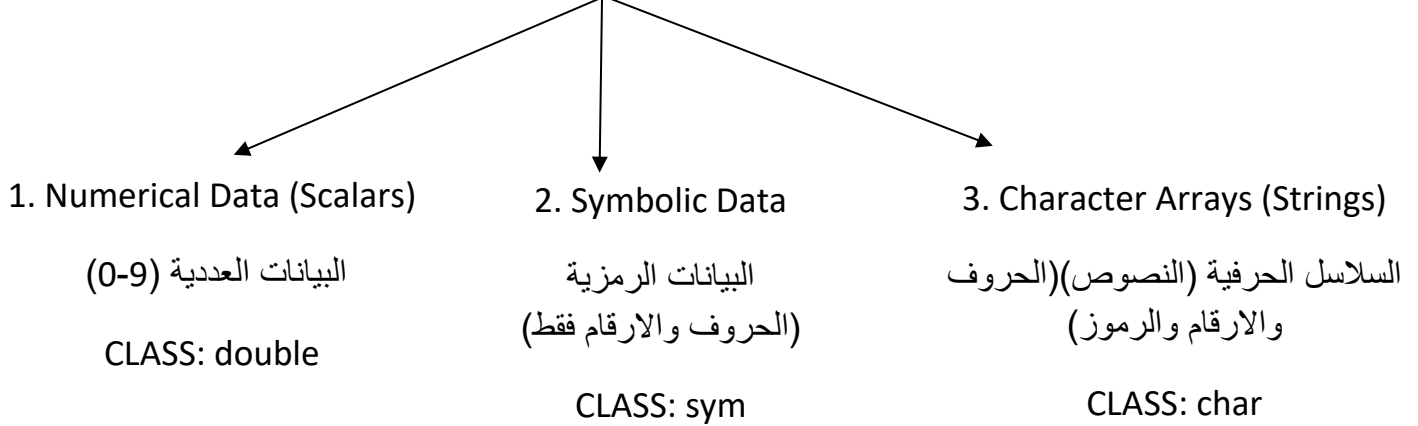 1. Numerical Data (Scalars)
البيانات العددية (0-9)
CLASS: double
2. Symbolic Data
البيانات الرمزية
(الحروف والارقام فقط)
CLASS: sym
3. Character Arrays (Strings)
السلاسل الحرفية (النصوص)(الحروف
والارقام والرموز)
CLASS: char